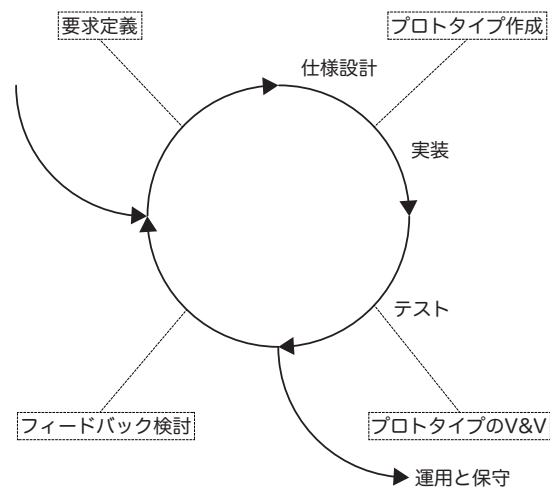 要求定義
プロトタイプ作成
仕様設計
実装
テスト
フィードバック検討
プロトタイプのV&V
運用と保守